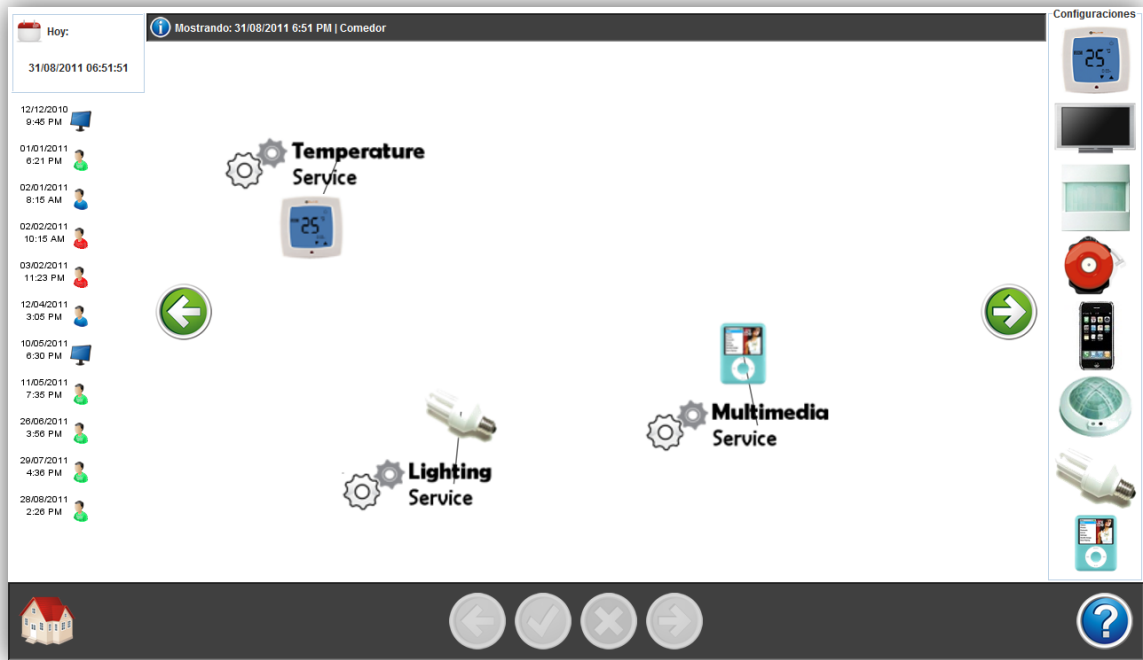 Hoy:
31/08/2011 06:51:51
12/12/2010
9:45 PM
01/01/2011
6:21 PM
02/01/2011
8:15 AM
02/02/2011
10:15 AM
03/02/2011
11:23 PM
12/04/2011
3:05 PM
10/05/2011
6:30 PM
11/05/2011
7:35 PM
26/06/2011
3:56 PM
29/07/2011
4:36 PM
28/08/2011
2:26 PM
Mostrando: 31/08/2011 6:51 PM | Comedor
Temperature
Service
25
Multimedia
Service
Lighting
Service
Configuraciones
25